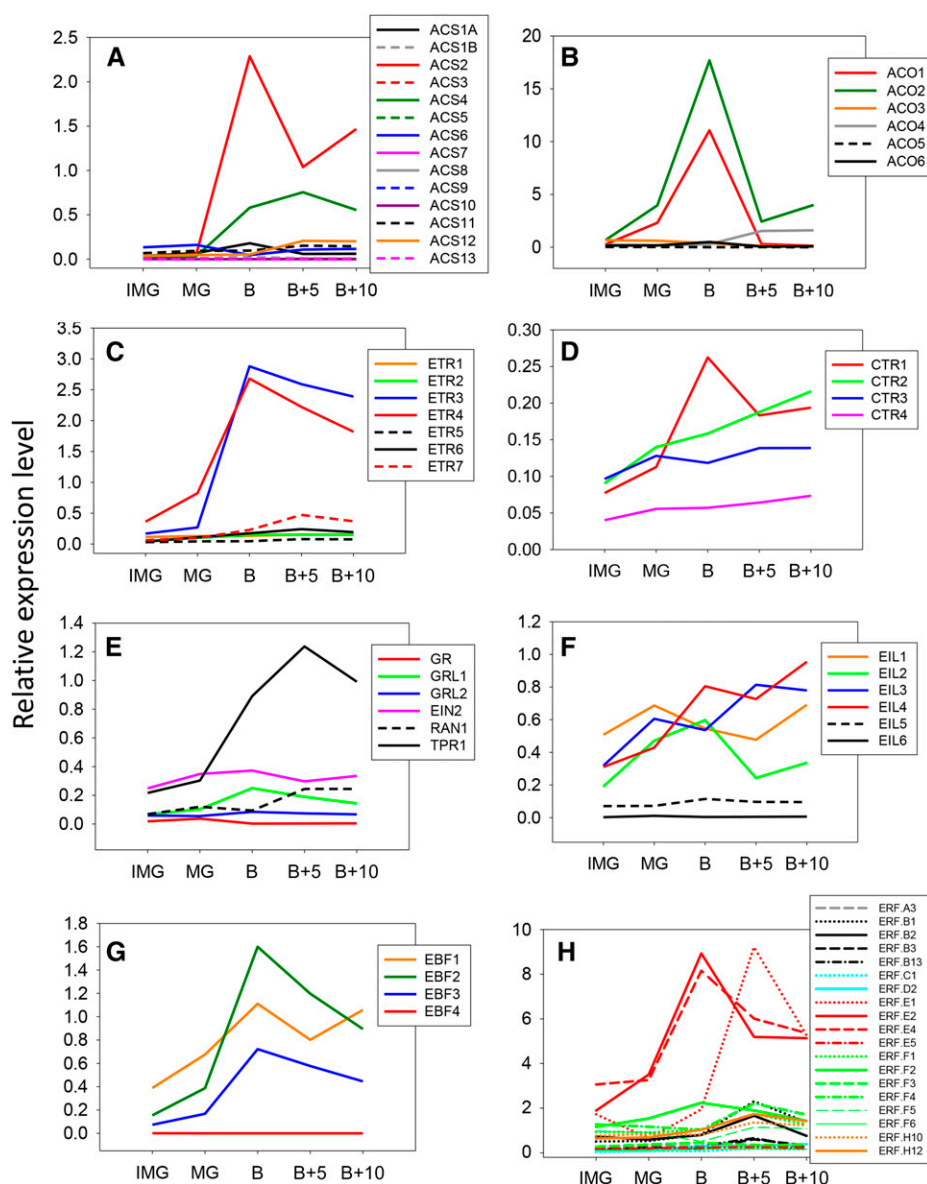 Relative expression level
A
2.5
2.0
1.5
1.0
0.5
0.0
IMG MG B B+5 B+10
ACS1A
ACS1B
ACS2
ACS3
ACS4
ACS5
ACS6
ACS7
ACS8
ACS9
ACS10
ACS11
ACS12
ACS13
B
20
15
10
5
0
IMG MG B B+5 B+10
ACO1
ACO2
ACO3
ACO4
ACO5
ACO6
C
3.5
3.0
2.5
2.0
1.5
1.0
0.5
0.0
IMG MG B B+5 B+10
ETR1
ETR2
ETR3
ETR4
ETR5
ETR6
ETR7
D
0.30
0.25
0.20
0.15
0.10
0.05
0.00
IMG MG B B+5 B+10
CTR1
CTR2
CTR3
CTR4
E
1.4
1.2
1.0
0.8
0.6
0.4
0.2
0.0
IMG MG B B+5 B+10
GR
GRL1
GRL2
EIN2
RAN1
TPR1
F
1.2
1.0
0.8
0.6
0.4
0.2
0.0
IMG MG B B+5 B+10
EIL1
EIL2
EIL3
EIL4
EIL5
EIL6
G
1.8
1.6
1.4
1.2
1.0
0.8
0.6
0.4
0.2
0.0
IMG MG B B+5 B+10
EBF1
EBF2
EBF3
EBF4
H
10
8
6
4
2
0
IMG MG B B+5 B+10
ERF.A3
ERF.B1
ERF.B2
ERF.B3
ERF.B13
ERF.C1
ERF.D2
ERF.E1
ERF.E2
ERF.E4
ERF.E5
ERF.F1
ERF.F2
ERF.F3
ERF.F4
ERF.F5
ERF.F6
ERF.H10
ERF.H12